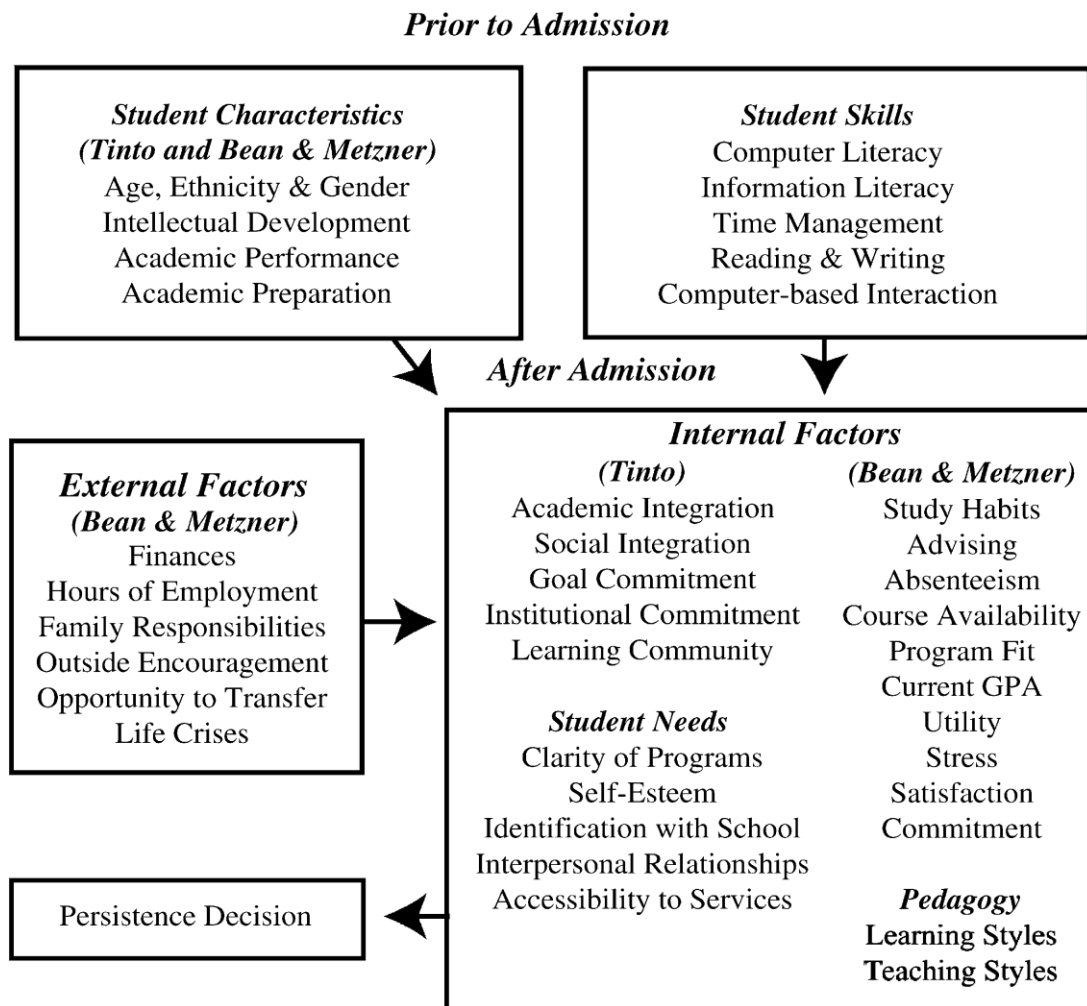 Prior to Admission
Student Characteristics
(Tinto and Bean & Metzner)
Age, Ethnicity & Gender
Intellectual Development
Academic Performance
Academic Preparation
Student Skills
Computer Literacy
Information Literacy
Time Management
Reading & Writing
Computer-based Interaction
After Admission
External Factors
(Bean & Metzner)
Finances
Hours of Employment
Family Responsibilities
Outside Encouragement
Opportunity to Transfer
Life Crises
Internal Factors
(Tinto)
Academic Integration
Social Integration
Goal Commitment
Institutional Commitment
Learning Community
Student Needs
Clarity of Programs
Self-Esteem
Identification with School
Interpersonal Relationships
Accessibility to Services
(Bean & Metzner)
Study Habits
Advising
Absenteeism
Course Availability
Program Fit
Current GPA
Utility
Stress
Satisfaction
Commitment
Pedagogy
Learning Styles
Teaching Styles
Persistence Decision